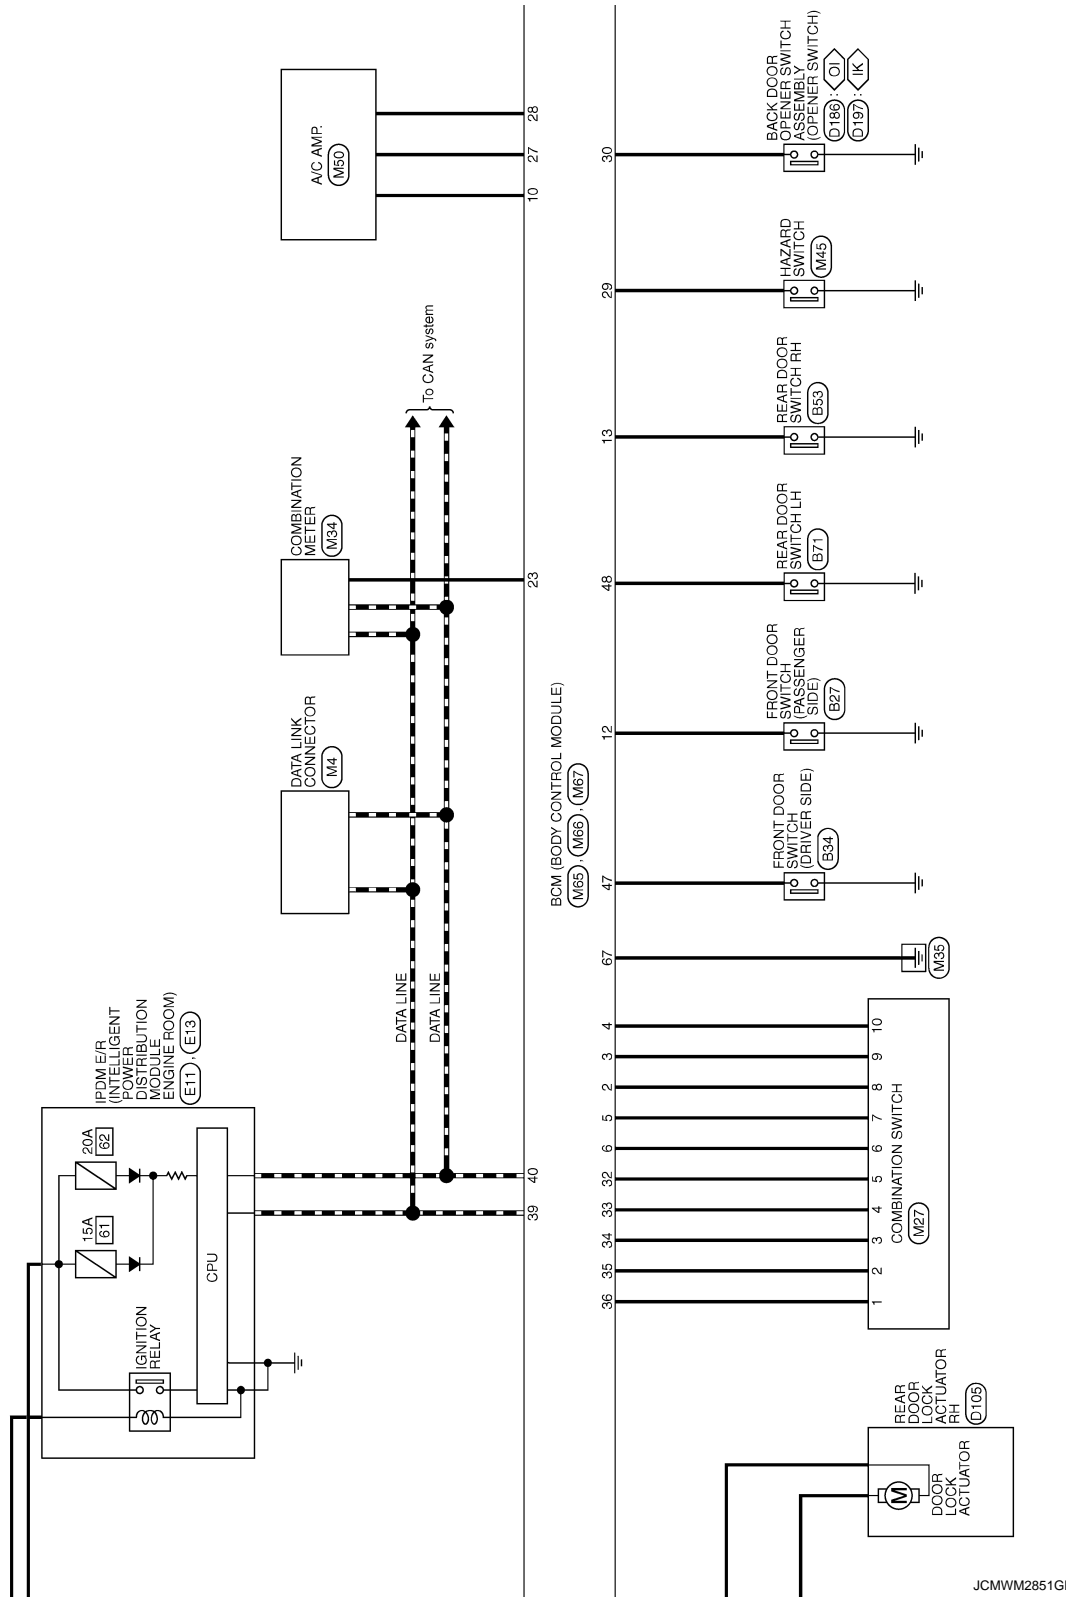 A/C AMP.
M50
28
27
10
To CAN system
COMBINATION
METER
M34
23
DATA LINK
CONNECTOR
M4
DATA LINE
DATA LINE
IPDM E/R
(INTELLIGENT
POWER
DISTRIBUTION
MODULE
ENGINE ROOM)
E11 , E13
20A
62
15A
61
CPU
IGNITION
RELAY
40
39
BCM (BODY CONTROL MODULE)
M65 , M66 , M67
30
BACK DOOR
OPENER SWITCH
ASSEMBLY
(OPENER SWITCH)
D186 : OI
D197 : IK
29
HAZARD
SWITCH
M45
13
REAR DOOR
SWITCH RH
B53
48
REAR DOOR
SWITCH LH
B71
12
FRONT DOOR
SWITCH
(PASSENGER
SIDE)
B27
47
FRONT DOOR
SWITCH
(DRIVER SIDE)
B34
67
M35
4 10
3 9
2 8
5 7
6 6
32 5
33 4
34 3
35 2
36 1
COMBINATION SWITCH
M27
REAR
DOOR
LOCK
ACTUATOR
RH
D105
M
DOOR
LOCK
ACTUATOR
JCMWM2851G